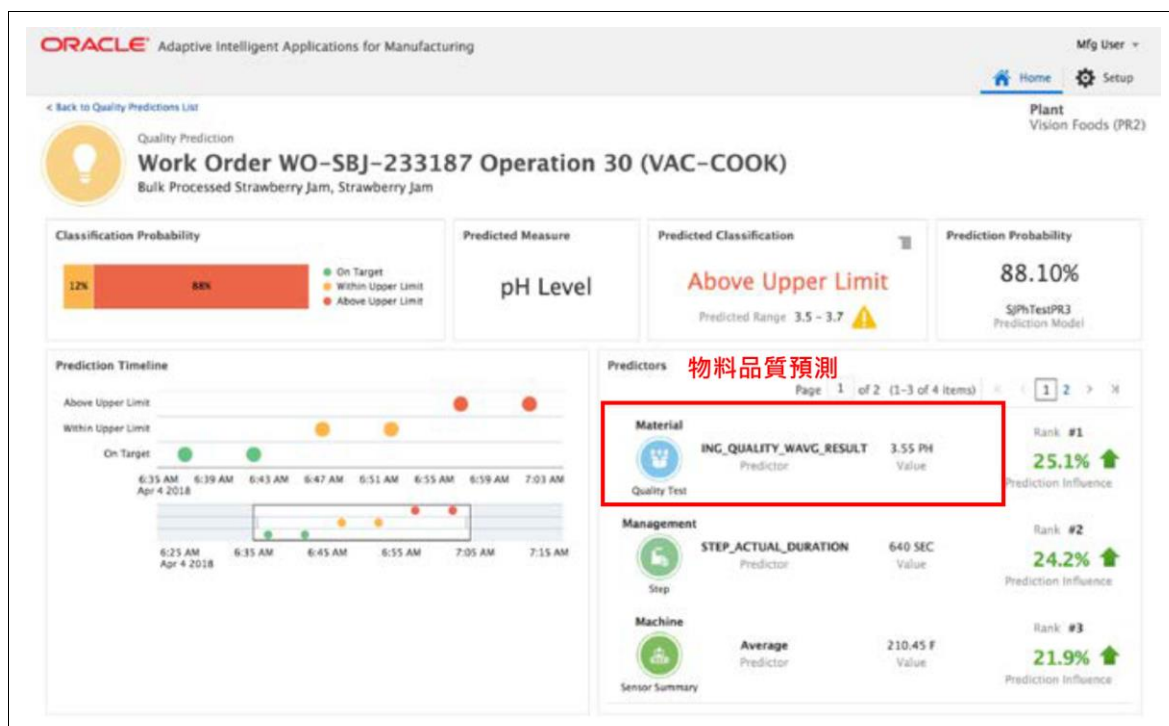 ORACLE® Adaptive Intelligent Applications for Manufacturing
Mfg User
Home
Setup
< Back to Quality Predictions List
Plant
Vision Foods (PR2)
Quality Prediction
Work Order WO-SBJ-233187 Operation 30 (VAC-COOK)
Bulk Processed Strawberry Jam, Strawberry Jam
Classification Probability
12%
88%
On Target
Within Upper Limit
Above Upper Limit
Predicted Measure
pH Level
Predicted Classification
Above Upper Limit
Predicted Range 3.5 - 3.7
Prediction Probability
88.10%
SJPhTestPR3
Prediction Model
Prediction Timeline
Above Upper Limit
Within Upper Limit
On Target
6:35 AM 6:39 AM 6:43 AM 6:47 AM 6:51 AM 6:55 AM 6:59 AM 7:03 AM
Apr 4 2018
6:25 AM 6:35 AM 6:45 AM 6:55 AM 7:05 AM 7:15 AM
Apr 4 2018
Predictors
物料品質預測
Page 1 of 2 (1-3 of 4 items) 1 2
Material
ING_QUALITY_WAVG_RESULT 3.55 PH
Predictor Value
Quality Test
Rank #1
25.1%
Prediction Influence
Management
STEP_ACTUAL_DURATION 640 SEC
Predictor Value
Step
Rank #2
24.2%
Prediction Influence
Machine
Average 210.45 F
Predictor Value
Sensor Summary
Rank #3
21.9%
Prediction Influence